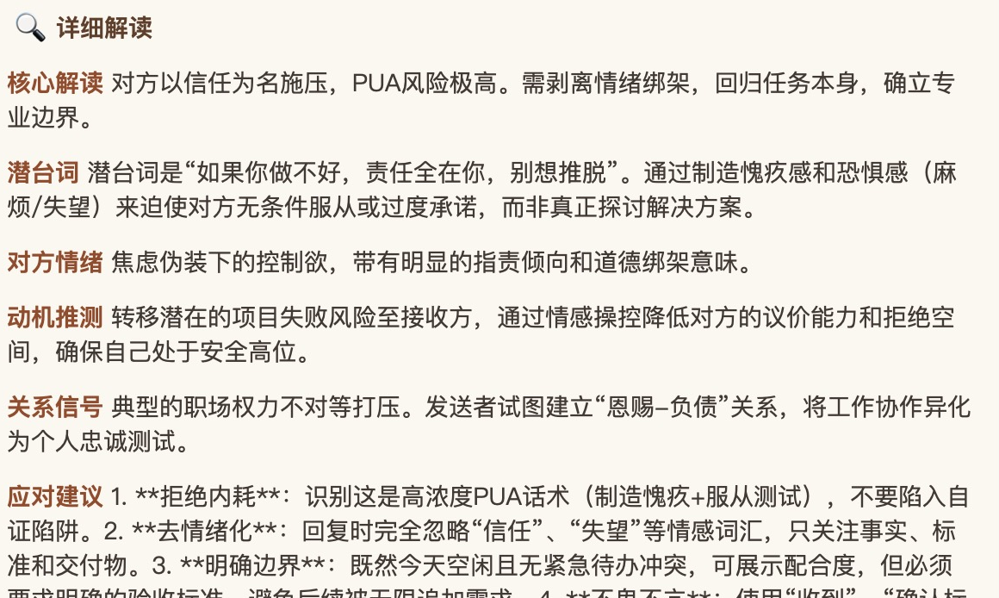 🔍 详细解读
核心解读 对方以信任为名施压，PUA风险极高。需剥离情绪绑架，回归任务本身，确立专
业边界。
潜台词 潜台词是“如果你做不好，责任全在你，别想推脱”。通过制造愧疚感和恐惧感（麻
烦/失望）来迫使对方无条件服从或过度承诺，而非真正探讨解决方案。
对方情绪 焦虑伪装下的控制欲，带有明显的指责倾向和道德绑架意味。
动机推测 转移潜在的项目失败风险至接收方，通过情感操控降低对方的议价能力和拒绝空
间，确保自己处于安全高位。
关系信号 典型的职场权力不对等打压。发送者试图建立“恩赐-负债”关系，将工作协作异化
为个人忠诚测试。
应对建议 1. **拒绝内耗**：识别这是高浓度PUA话术（制造愧疚+服从测试），不要陷入自
证陷阱。2. **去情绪化**：回复时完全忽略“信任”、“失望”等情感词汇，只关注事实、标
准和交付物。3. **明确边界**：既然今天空闲且无紧急待办冲突，可展示配合度，但必须
要求明确的验收标准，避免后续被无限追加需求。4. **不卑不亢**：使用“收到”、“确认标